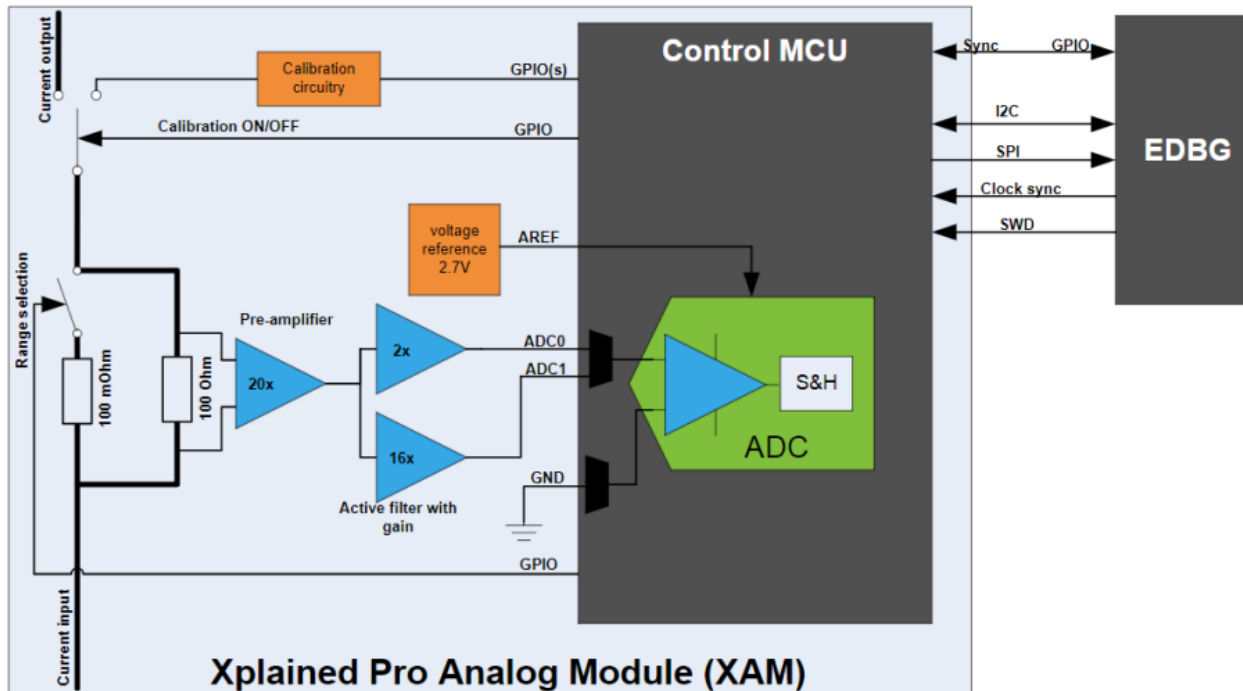 Current output
Calibration
circuitry
GPIO(s)
Control MCU
Sync
GPIO
Calibration ON/OFF
GPIO
I2C
SPI
EDBG
Clock sync
SWD
voltage
reference
2.7V
AREF
Range selection
Pre-amplifier
2x
ADC0
ADC1
20x
100 mOhm
100 Ohm
S&H
ADC
16x
GND
Active filter with
gain
GPIO
Current input
Xplained Pro Analog Module (XAM)